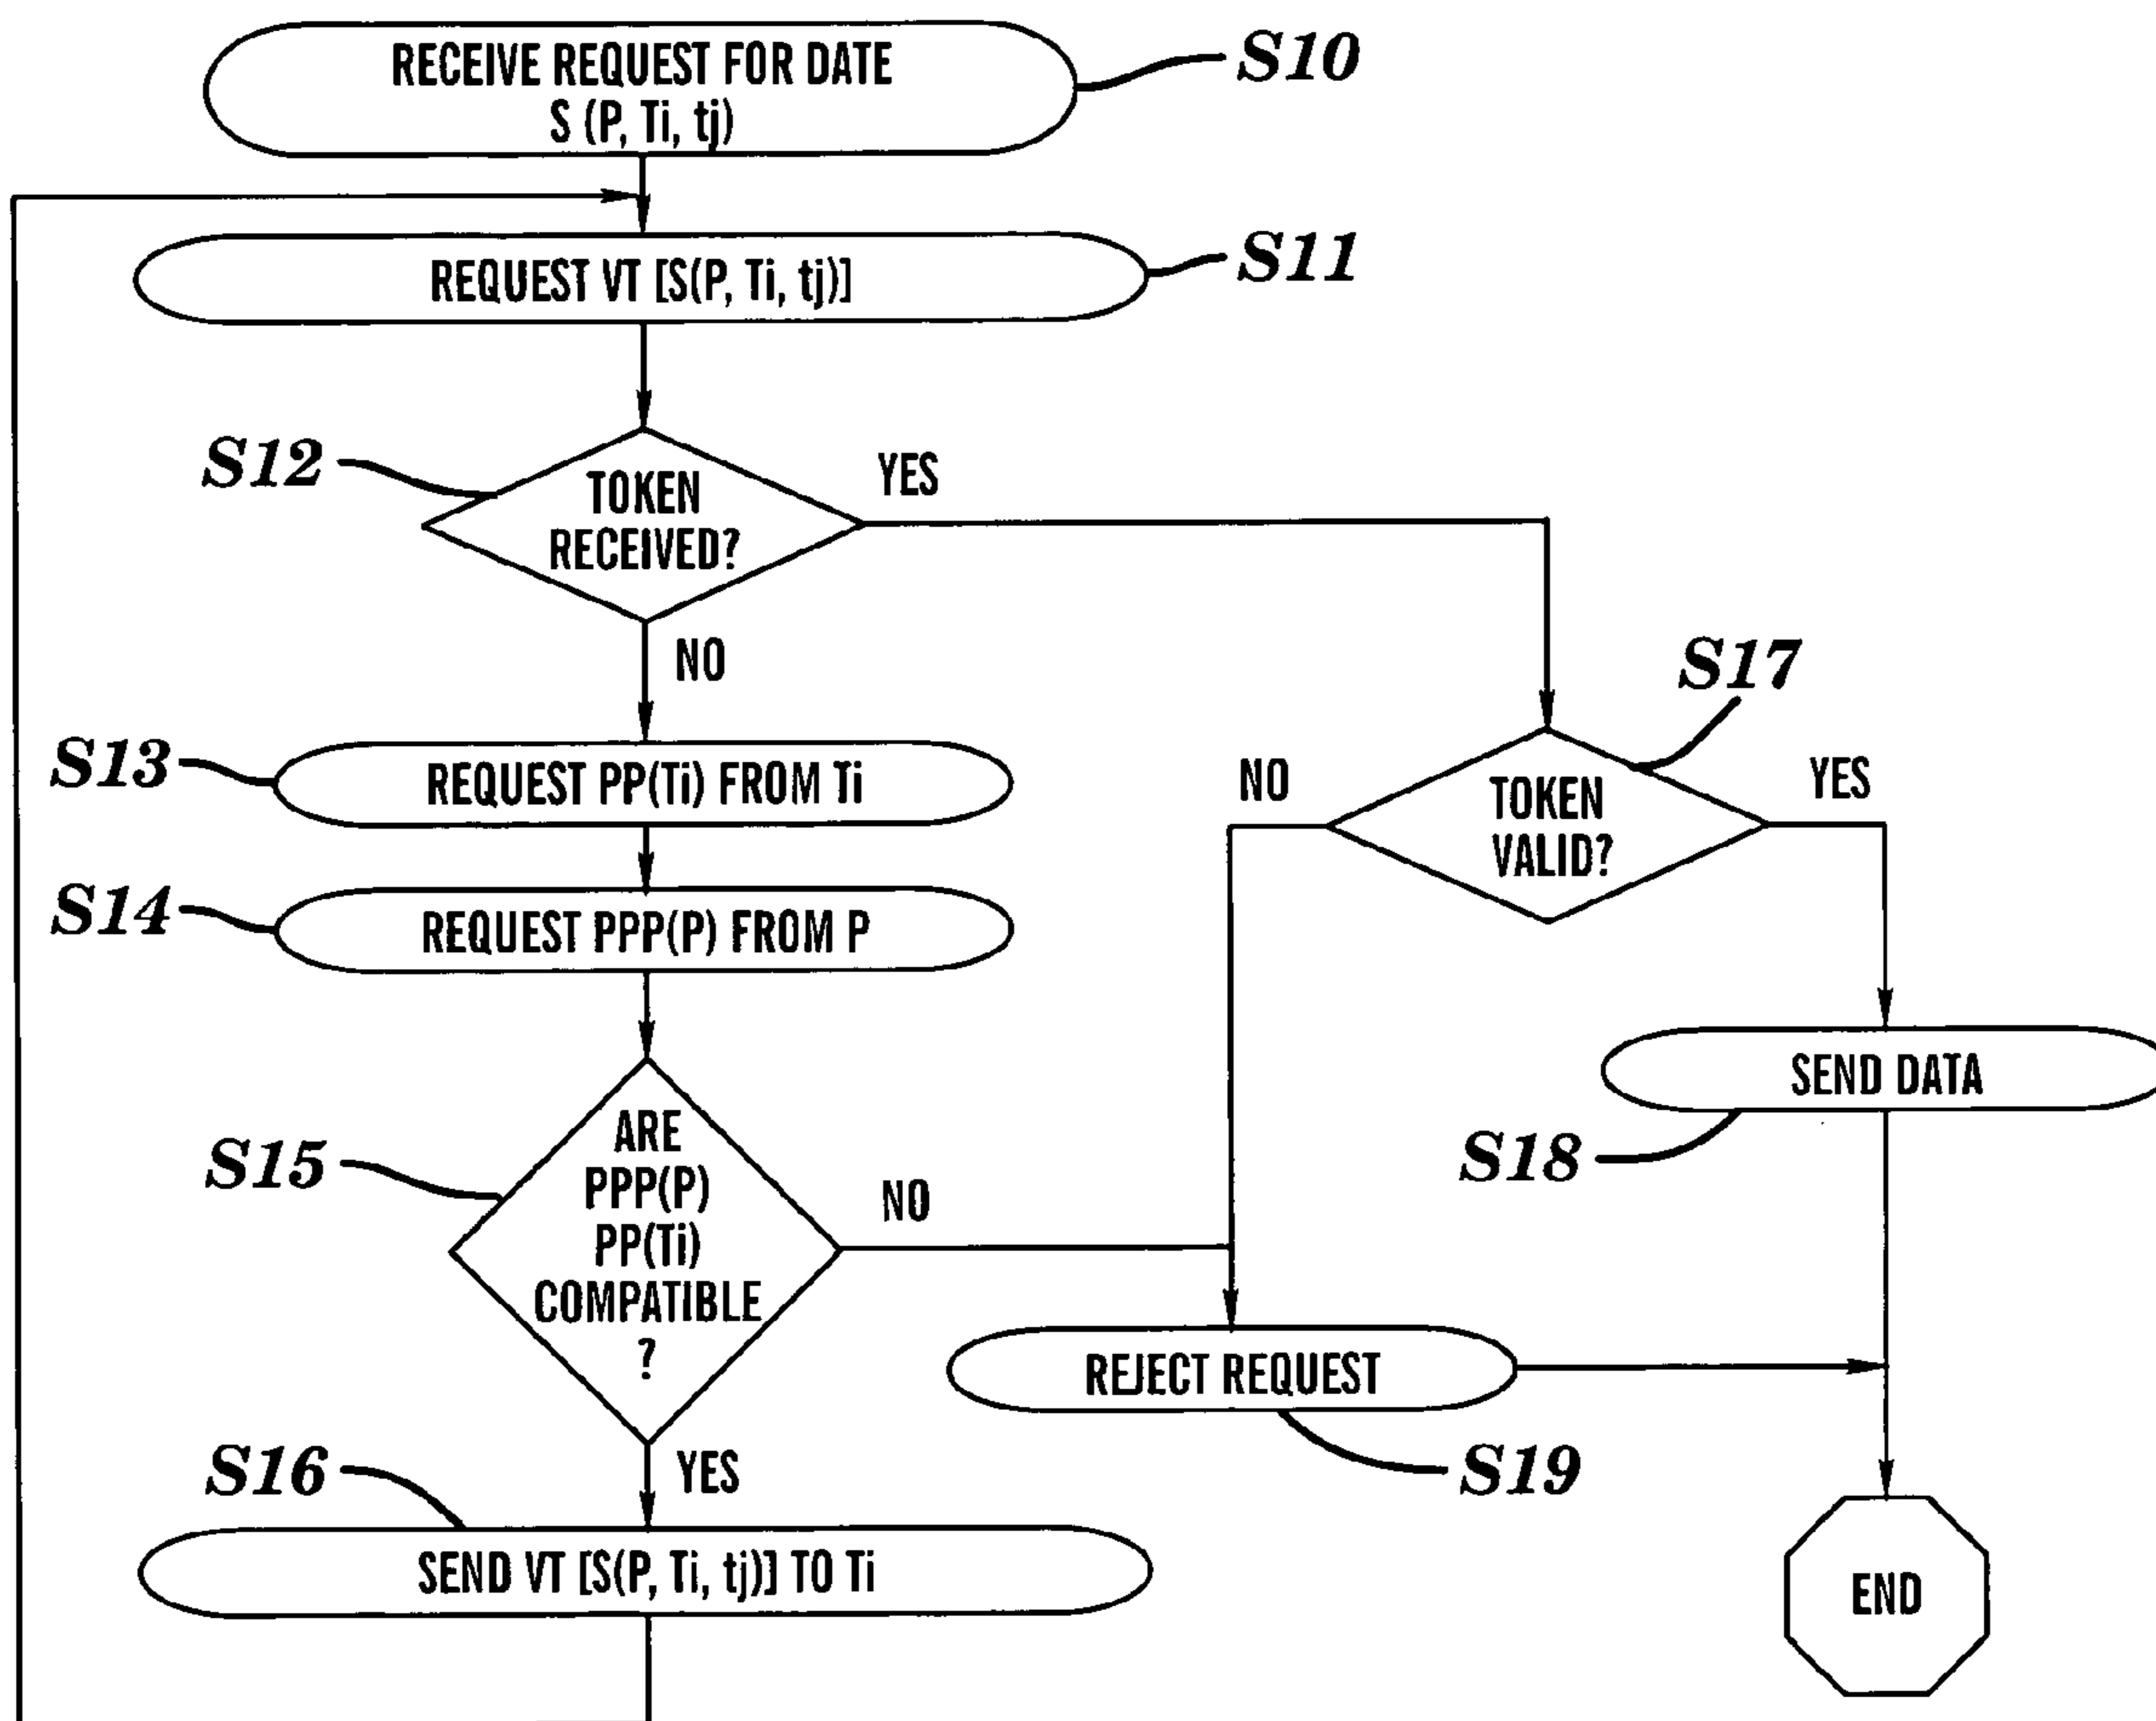 RECEIVE REQUEST FOR DATE
S (P, Ti, tj)
S10
REQUEST VT [S(P, Ti, tj)]
S11
S12
TOKEN
RECEIVED?
YES
NO
S13
REQUEST PP(Ti) FROM Ti
S14
REQUEST PPP(P) FROM P
S15
ARE
PPP(P)
PP(Ti)
COMPATIBLE
?
NO
YES
S16
SEND VT [S(P, Ti, tj)] TO Ti
S17
TOKEN
VALID?
NO
YES
SEND DATA
S18
REJECT REQUEST
S19
END